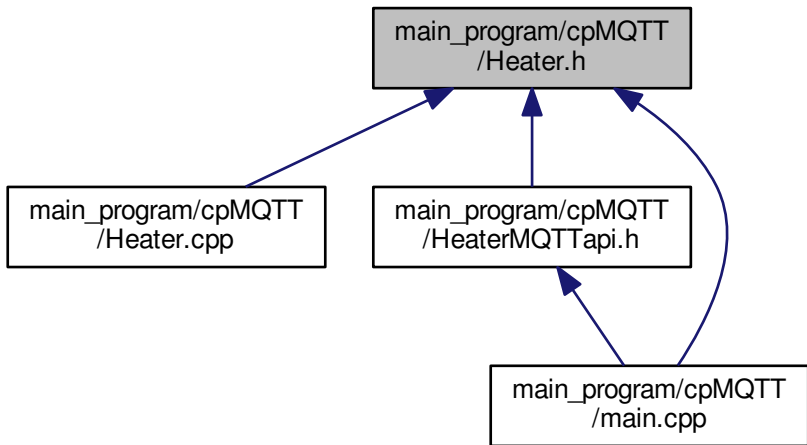 main_program/cpMQTT
/Heater.h
main_program/cpMQTT
/Heater.cpp
main_program/cpMQTT
/HeaterMQTTapi.h
main_program/cpMQTT
/main.cpp